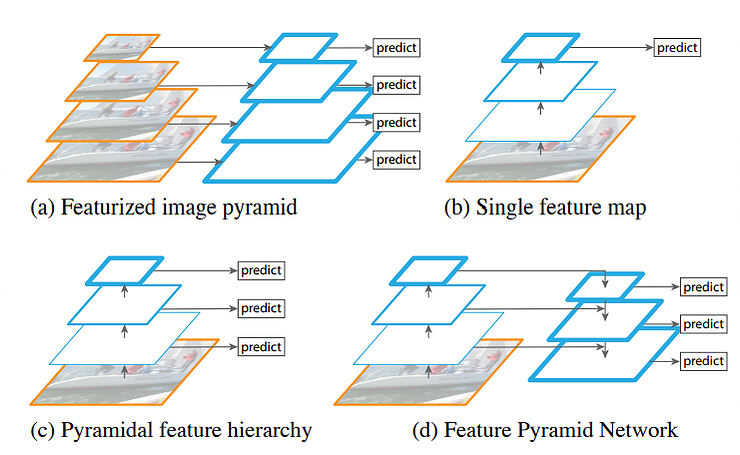 predict
predict
predict
predict
(a) Featurized image pyramid
predict
(b) Single feature map
predict
predict
predict
(c) Pyramidal feature hierarchy
predict
predict
predict
(d) Feature Pyramid Network